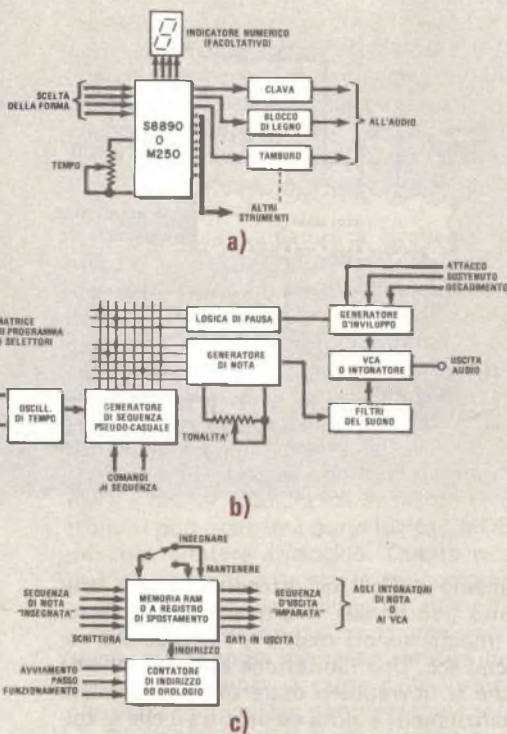 INDICATORE NUMERICO
(FACOLTATIVO)
SCELTA
DELLA FORMA
S8890
O
M250
TEMPO
CLAVA
BLOCCO
DI LEGNO
TAMBURO
ALL'AUDIO
ALTRI
STRUMENTI
a)
ATTACCO
SOSTENUTO
DECADIMENTO
MATRICE
DI PROGRAMMA
SELETTORI
LOGICA DI PAUSA
GENERATORE
D'INVILUPPO
GENERATORE
DI NOTA
VCA
O INTONATORE
USCITA
AUDIO
OSCILL.
DI TEMPO
GENERATORE
DI SEQUENZA
PSEUDO-CASUALE
TONALITA'
FILTRI
DEL SUONO
COMANDI
DI SEQUENZA
b)
INSEGNARE
MANTENERE
SEQUENZA
DI NOTA
"INSEGNATA"
MEMORIA RAM
O A REGISTRO
DI SPOSTAMENTO
SEQUENZA
D'USCITA
"IMPARATA"
AGLI INTONATORI
DI NOTA
O
AI VCA
SCRITTURA
DATI IN USCITA
INDIRIZZO
AVVIAMENTO
PASSO
FUNZIONAMENTO
CONTATORE
DI INDIRIZZO
OD OROLOGIO
c)